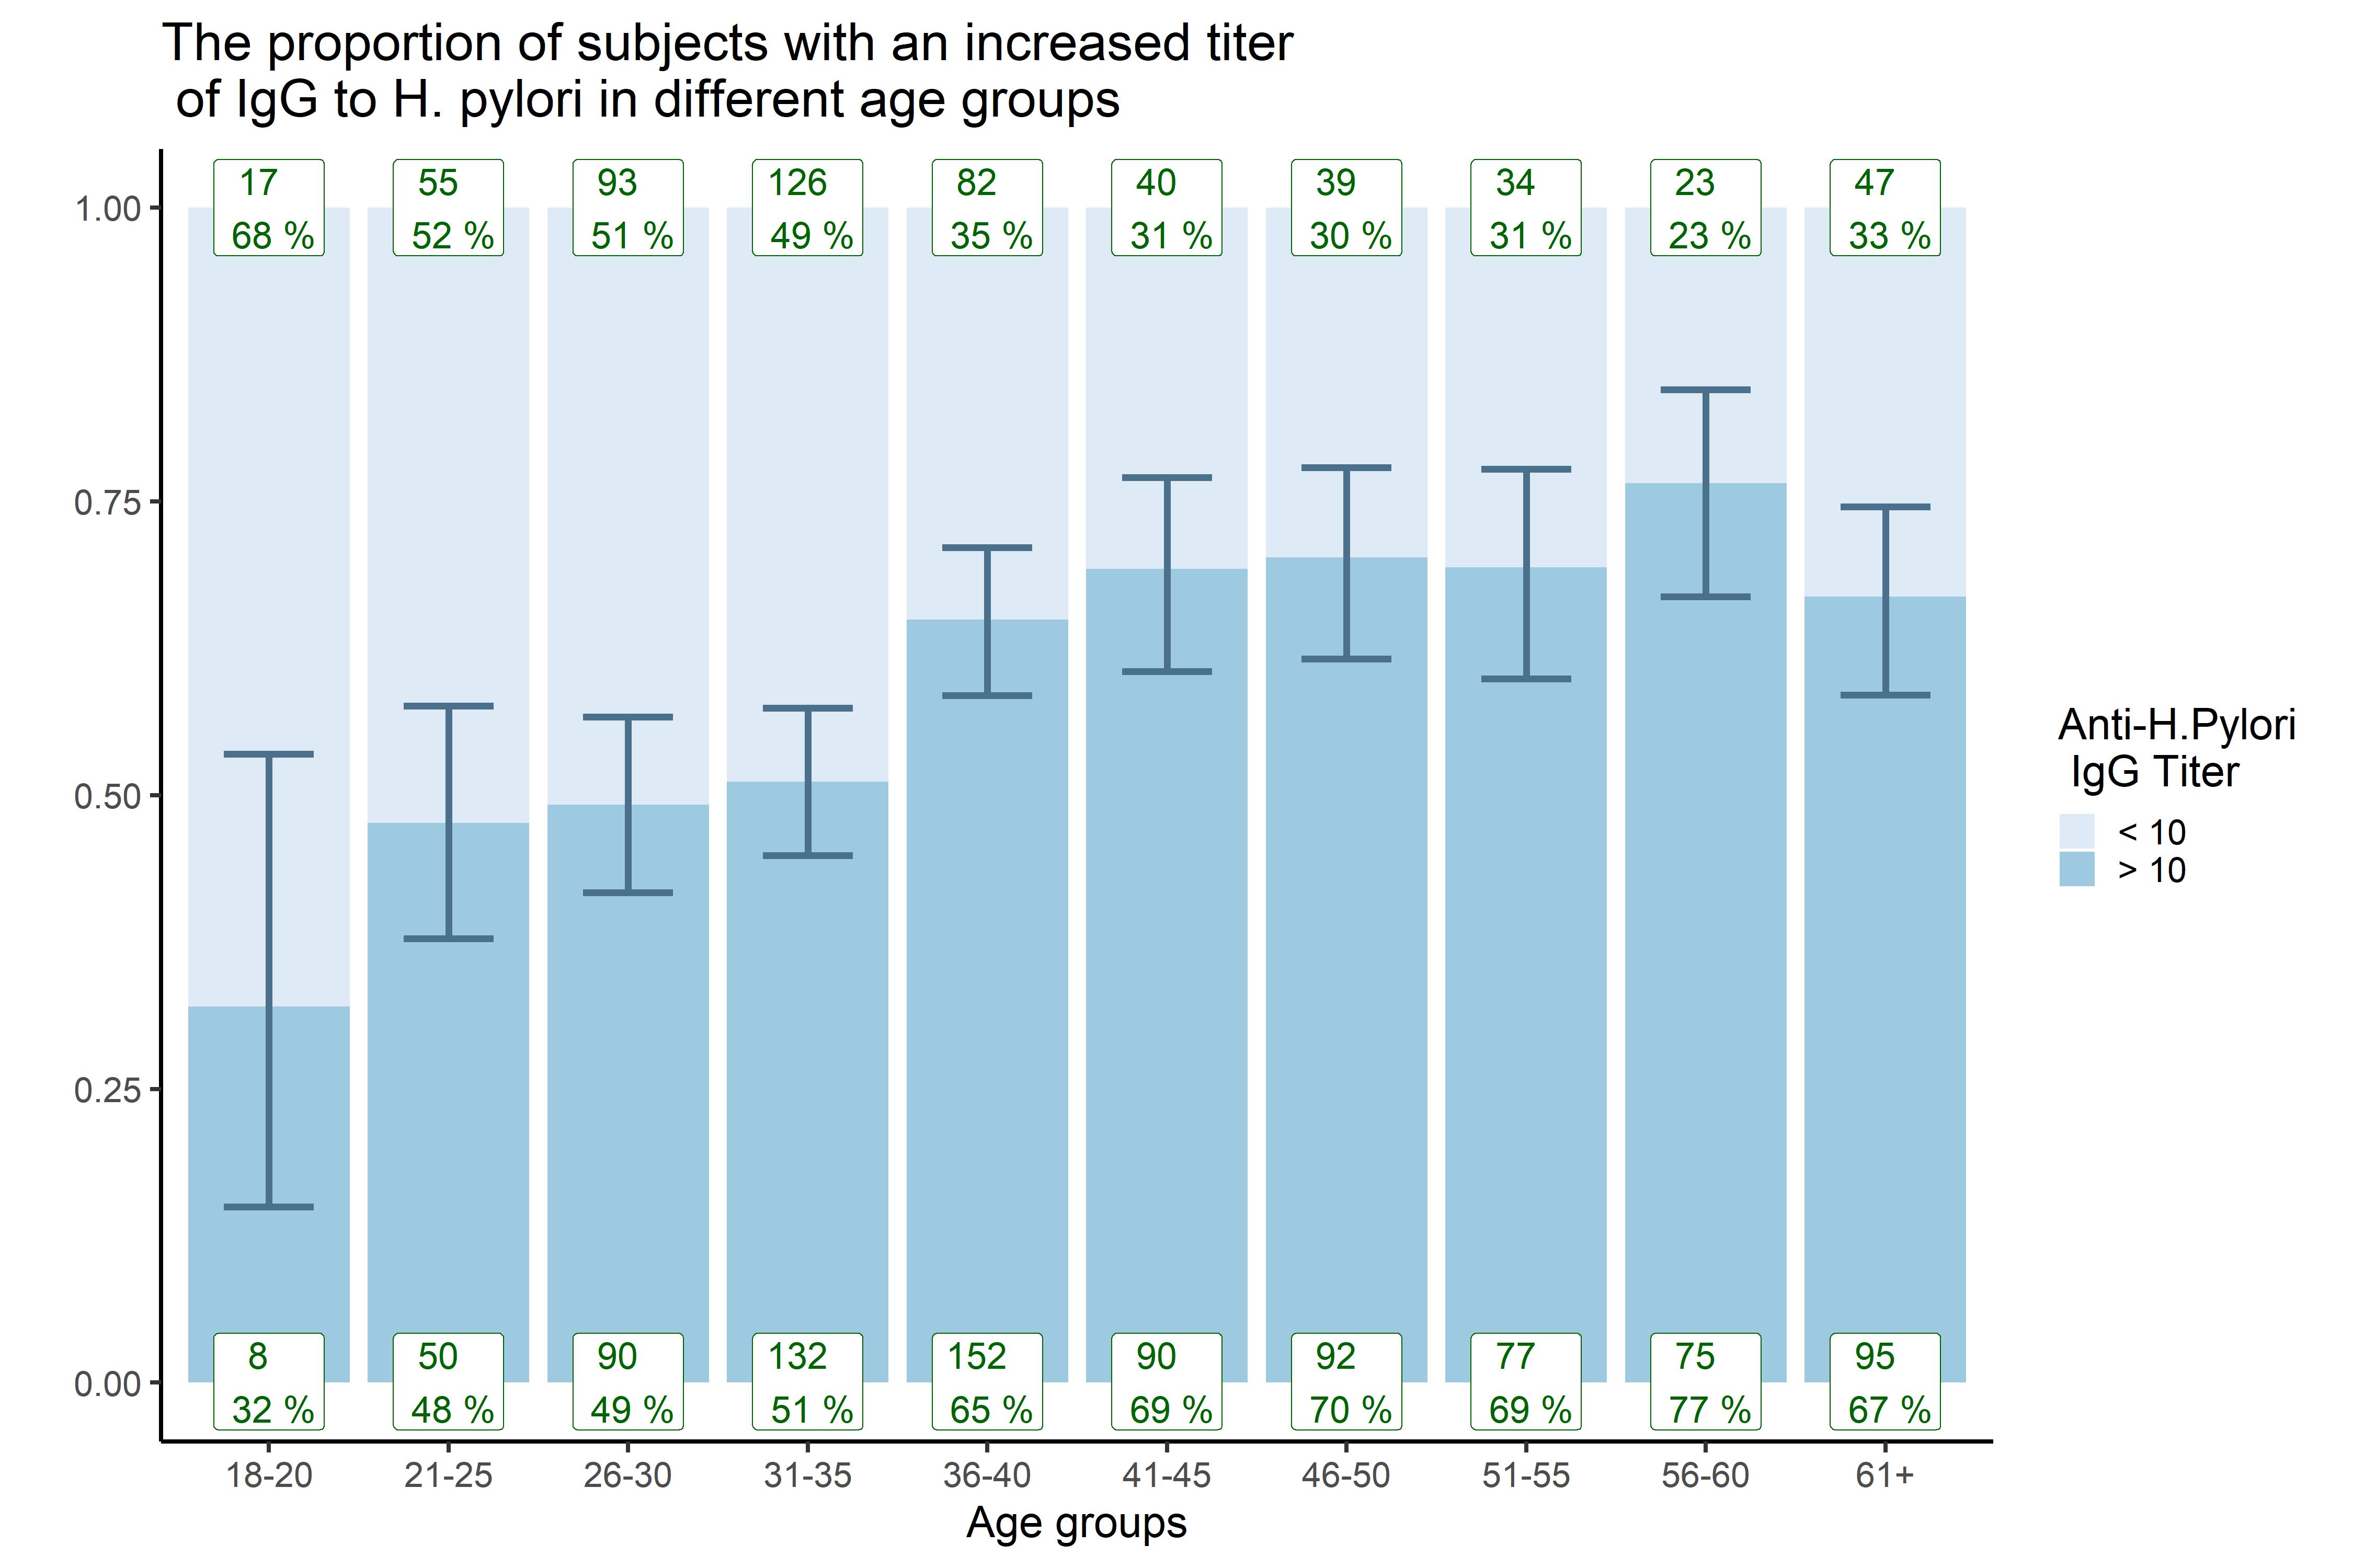 The proportion of subjects with an increased titer
of IgG to H. pylori in different age groups
17 55 93 126 82 40 39 34 23 47
68 % 52 % 51 % 49 % 35 % 31 % 30 % 31 % 23 % 33 %
1.00
0.75
0.50
0.25
0.00
8 50 90 132 152 90 92 77 75 95
32 % 48 % 49 % 51 % 65 % 69 % 70 % 69 % 77 % 67 %
18-20 21-25 26-30 31-35 36-40 41-45 46-50 51-55 56-60 61+
Age groups
Anti-H.Pylori
IgG Titer
< 10
> 10